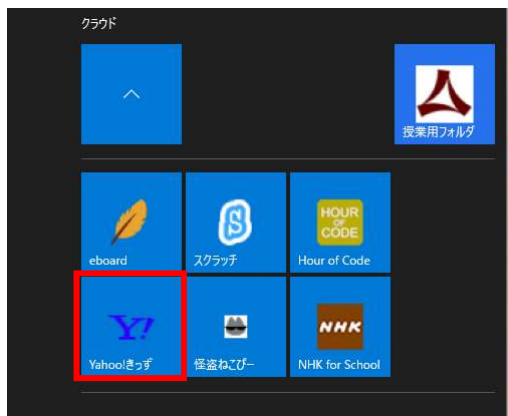 クラウド
授業用フォルダ
eboard
S
スクラッチ
HOUR
OF
CODE
Hour of Code
Y!
Yahoo!きっず
怪盗ねこぴー
NHK
NHK for School